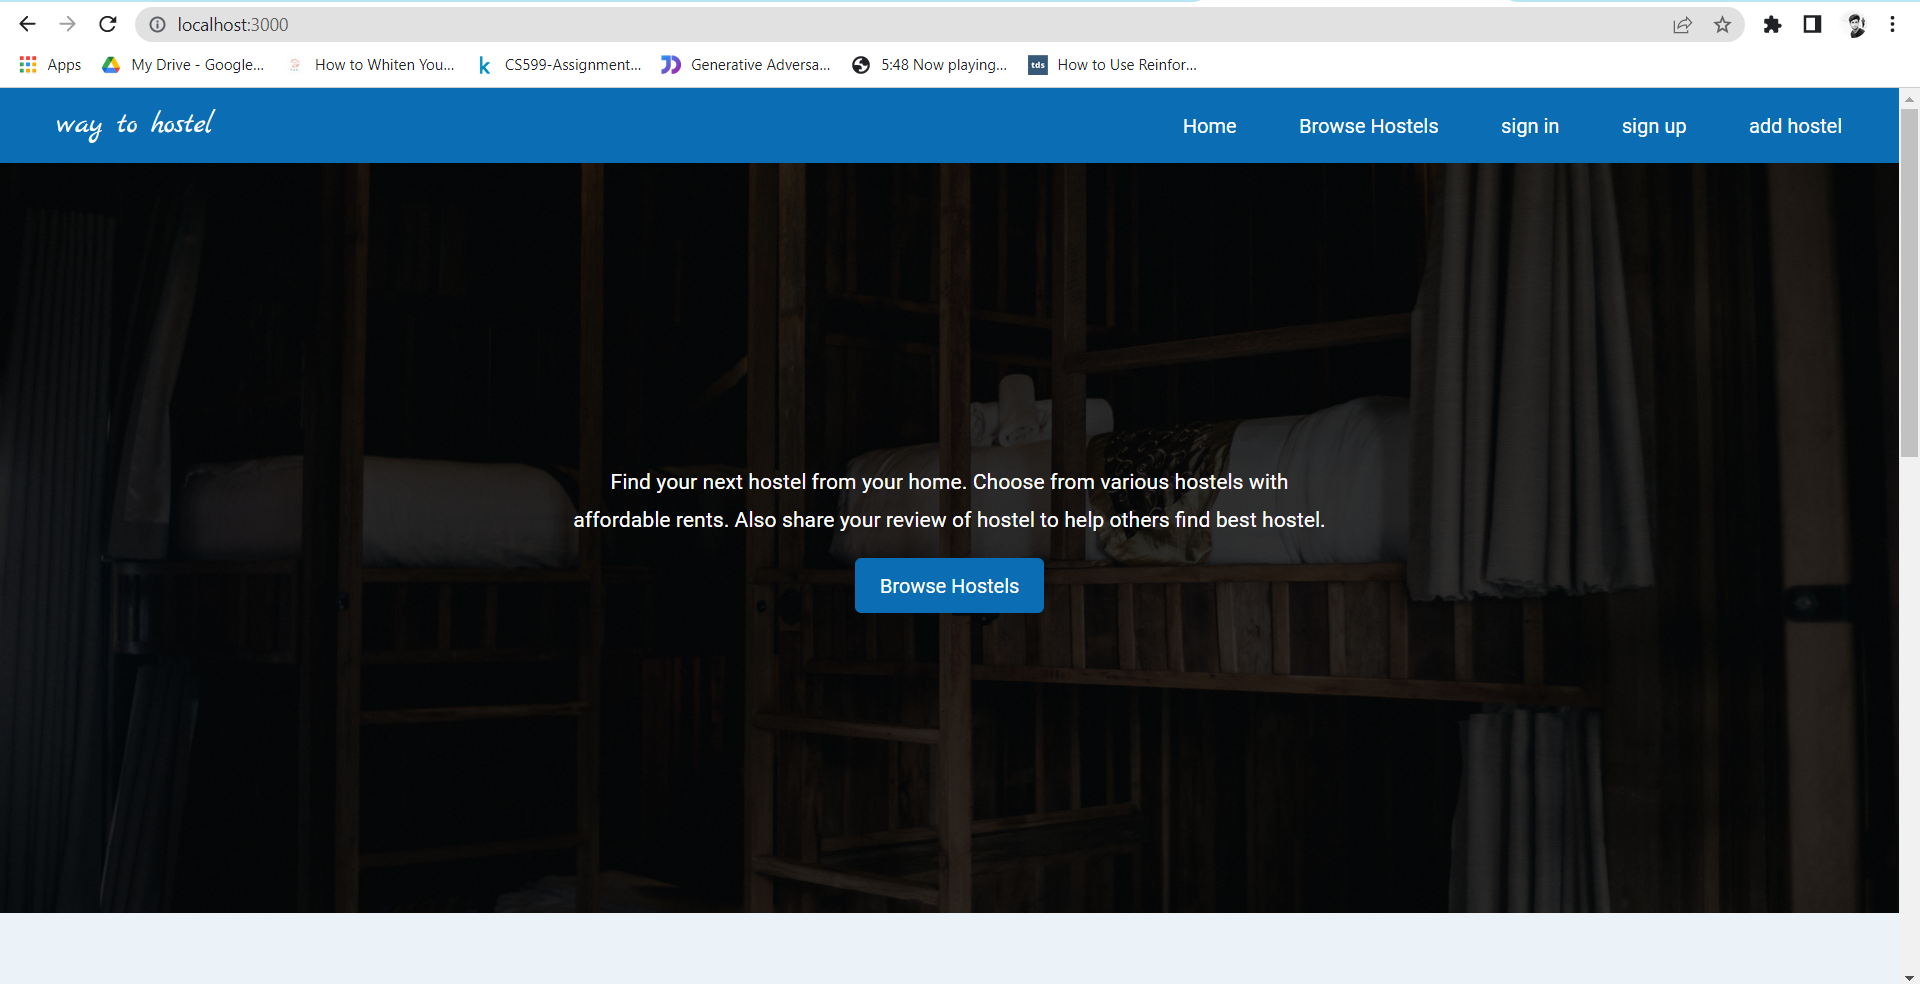 localhost:3000
Apps My Drive - Google... How to Whiten You... CS599-Assignment... Generative Adversa... 5:48 Now playing... tds How to Use Reinfor...
way to hostel Home Browse Hostels sign in sign up add hostel
Find your next hostel from your home. Choose from various hostels with
affordable rents. Also share your review of hostel to help others find best hostel.
Browse Hostels